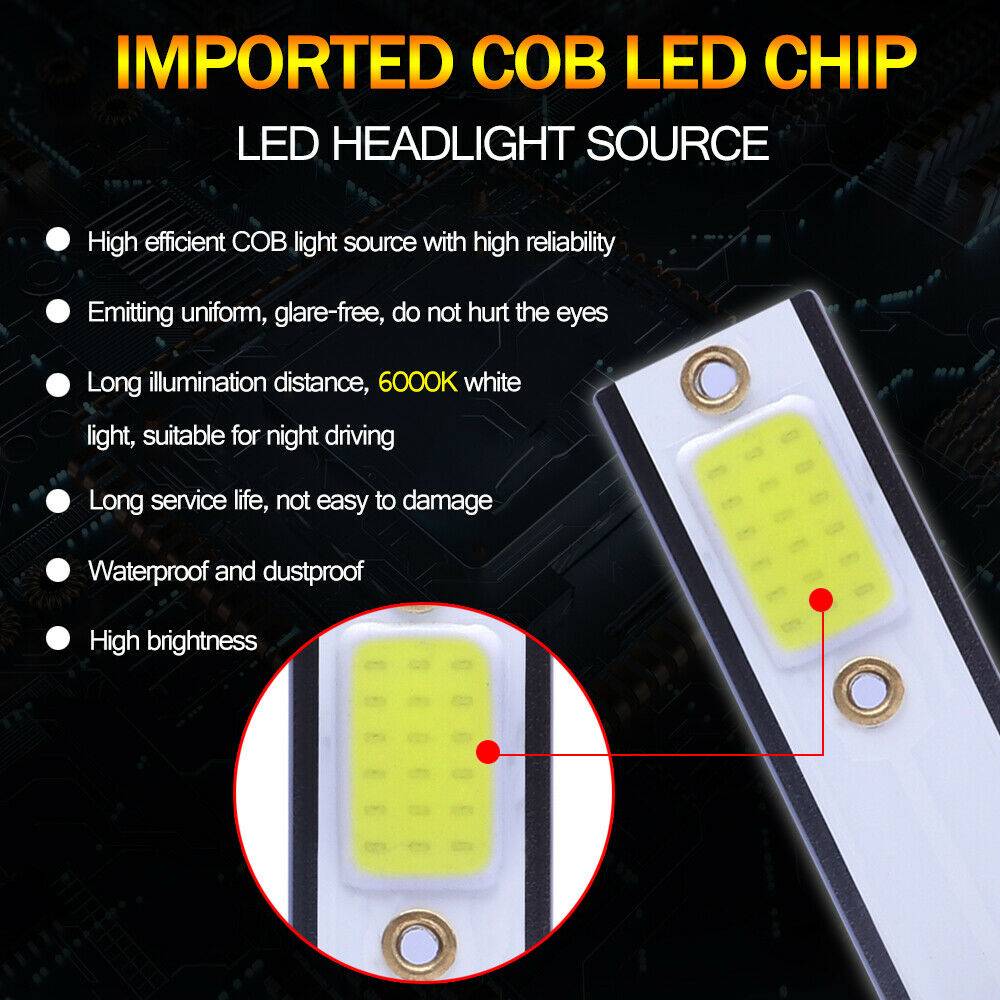 IMPORTED COB LED CHIP
LED HEADLIGHT SOURCE
High efficient COB light source with high reliability
Emitting uniform, glare-free, do not hurt the eyes
Long illumination distance, 6000K white
light, suitable for night driving
Long service life, not easy to damage
Waterproof and dustproof
High brightness